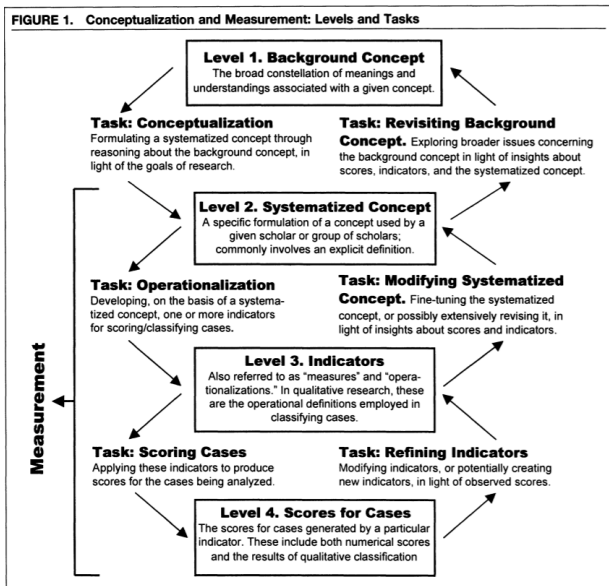 FIGURE 1. Conceptualization and Measurement: Levels and Tasks
Level 1. Background Concept
The broad constellation of meanings and
understandings associated with a given concept.
Task: Conceptualization
Formulating a systematized concept through
reasoning about the background concept, in
light of the goals of research.
Task: Revisiting Background
Concept. Exploring broader issues concerning
the background concept in light of insights about
scores, indicators, and the systematized concept.
Level 2. Systematized Concept
A specific formulation of a concept used by a
given scholar or group of scholars;
commonly involves an explicit definition.
Task: Operationalization
Developing, on the basis of a systema-
tized concept, one or more indicators
for scoring/classifying cases.
Task: Modifying Systematized
Concept. Fine-tuning the systematized
concept, or possibly extensively revising it, in
light of insights about scores and indicators.
Measurement
Level 3. Indicators
Also referred to as “measures” and “opera-
tionalizations.” In qualitative research, these
are the operational definitions employed in
classifying cases.
Task: Scoring Cases
Applying these indicators to produce
scores for the cases being analyzed.
Task: Refining Indicators
Modifying indicators, or potentially creating
new indicators, in light of observed scores.
Level 4. Scores for Cases
The scores for cases generated by a particular
indicator. These include both numerical scores
and the results of qualitative classification